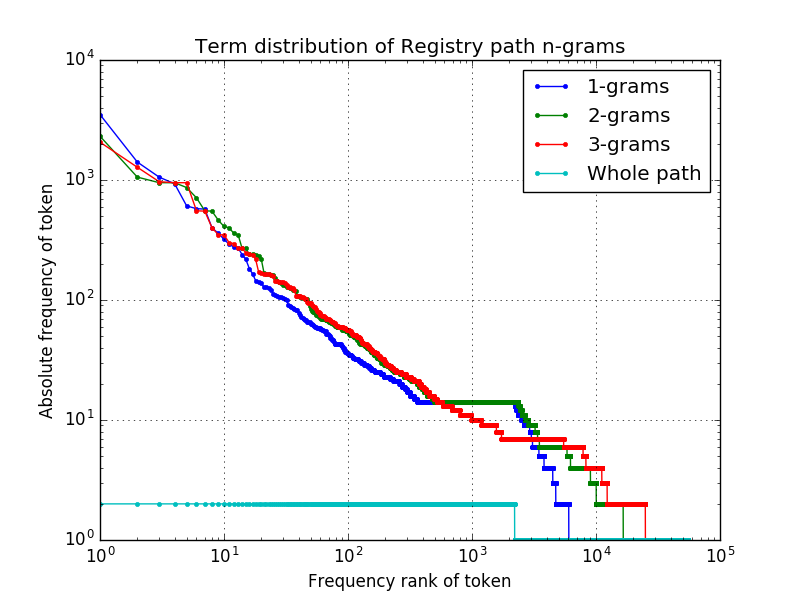 Term distribution of Registry path n-grams
10^4
10^3
10^2
10^1
10^0
Absolute frequency of token
1-grams
2-grams
3-grams
Whole path
10^0 10^1 10^2 10^3 10^4 10^5
Frequency rank of token